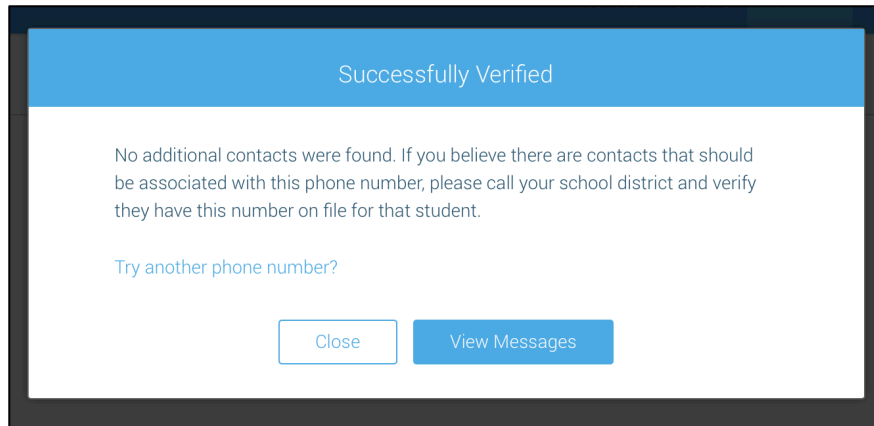 Successfully Verified
No additional contacts were found. If you believe there are contacts that should
be associated with this phone number, please call your school district and verify
they have this number on file for that student.
Try another phone number?
Close
View Messages